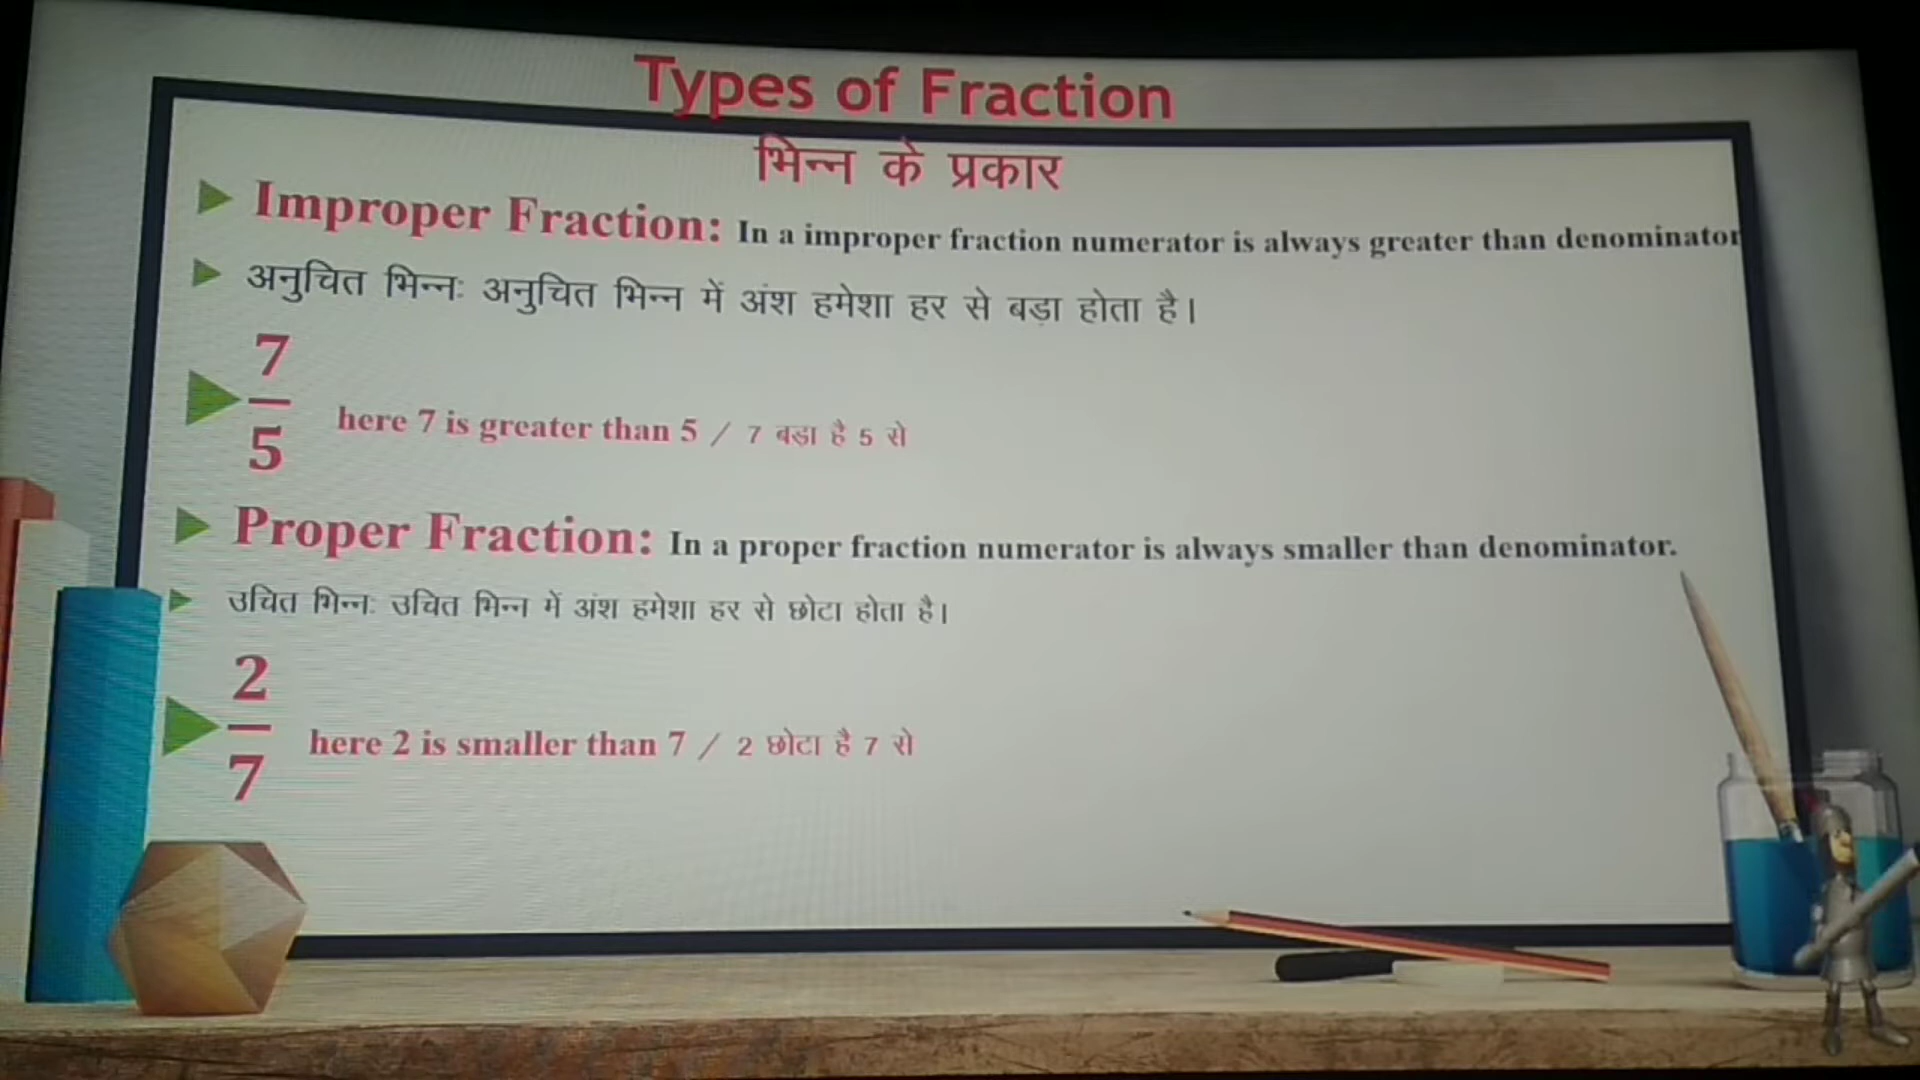 Types of Fraction
भिन्न के प्रकार
Improper Fraction: In a improper fraction numerator is always greater than denominator
अनुचित भिन्नः अनुचित भिन्न में अंश हमेशा हर से बड़ा होता है।
7
5
here 7 is greater than 5 / 7 बड़ा है 5 से
Proper Fraction: In a proper fraction numerator is always smaller than denominator.
उचित भिन्नः उचित भिन्न में अंश हमेशा हर से छोटा होता है।
2
7
here 2 is smaller than 7 / 2 छोटा है 7 से